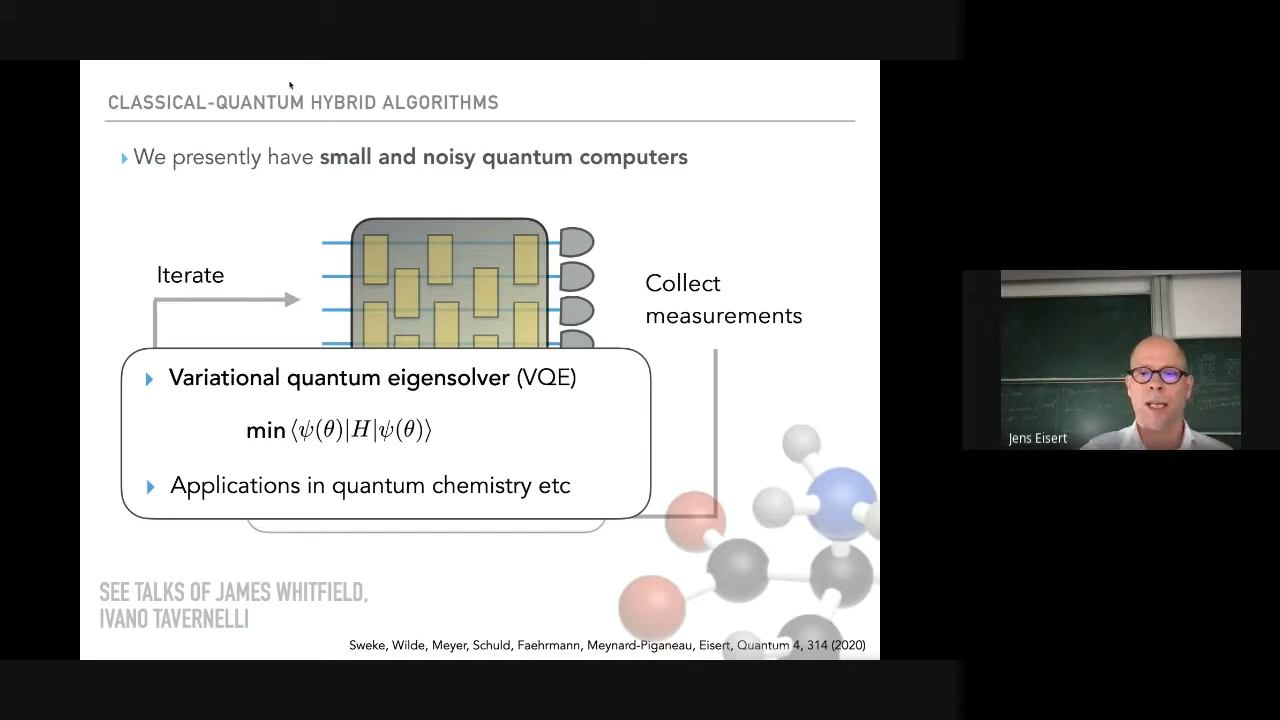 CLASSICAL-QUANTUM HYBRID ALGORITHMS
▸ We presently have small and noisy quantum computers
Iterate
Collect
measurements
▸ Variational quantum eigensolver (VQE)
min ⟨ψ(θ)|H|ψ(θ)⟩
▸ Applications in quantum chemistry etc
SEE TALKS OF JAMES WHITFIELD,
IVANO TAVERNELLI
Sweke, Wilde, Meyer, Schuld, Faehrmann, Meynard-Piganeau, Eisert, Quantum 4, 314 (2020)
Jens Eisert